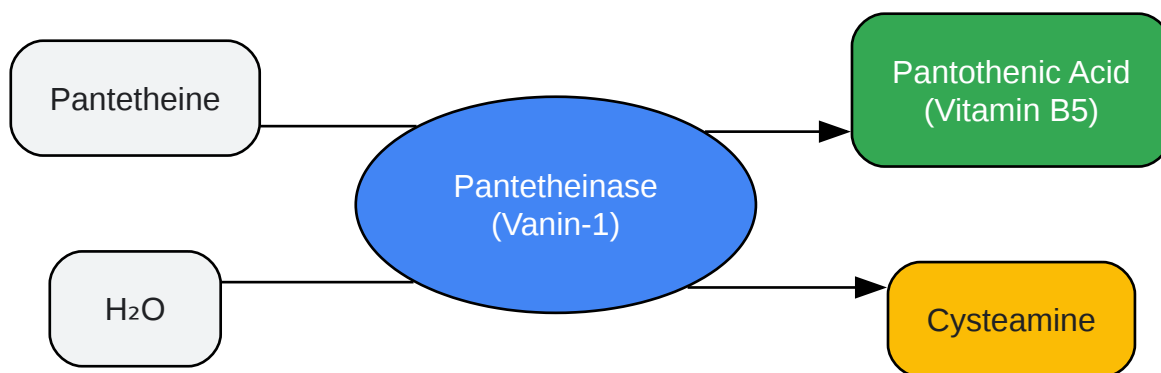 Pantetheine
H₂O
Pantetheinase
(Vanin-1)
Pantothenic Acid
(Vitamin B5)
Cysteamine